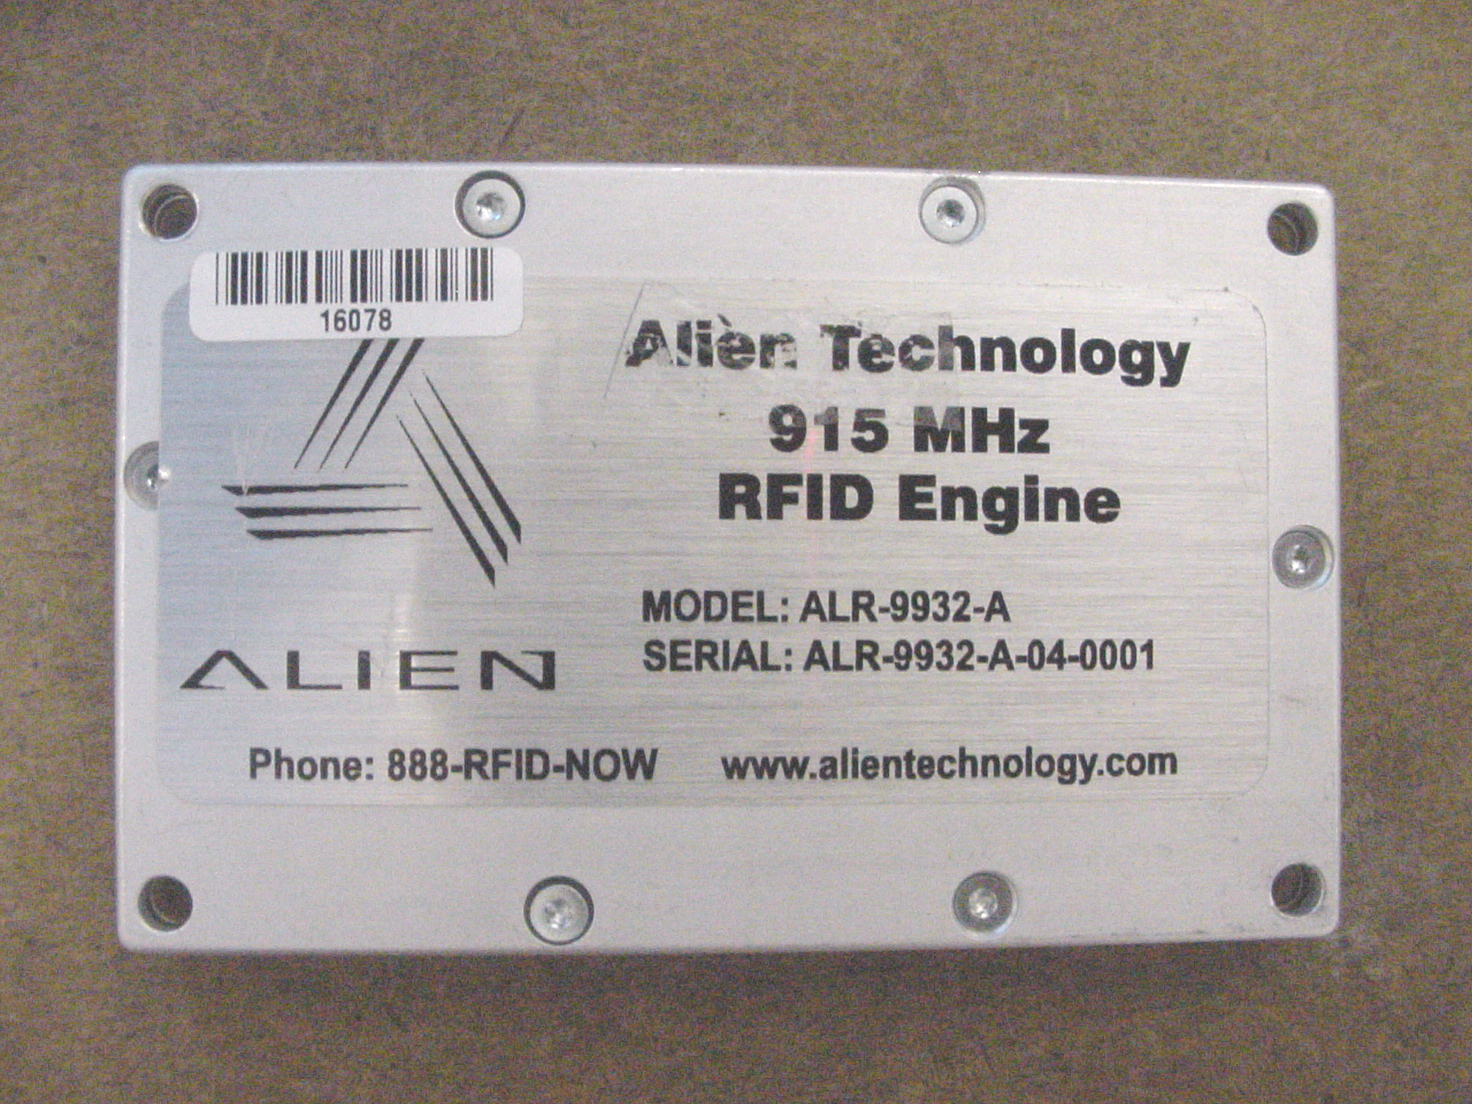 16078
Alien Technology
915 MHz
RFID Engine
MODEL: ALR-9932-A
SERIAL: ALR-9932-A-04-0001
ALIEN
Phone: 888-RFID-NOW www.alientechnology.com